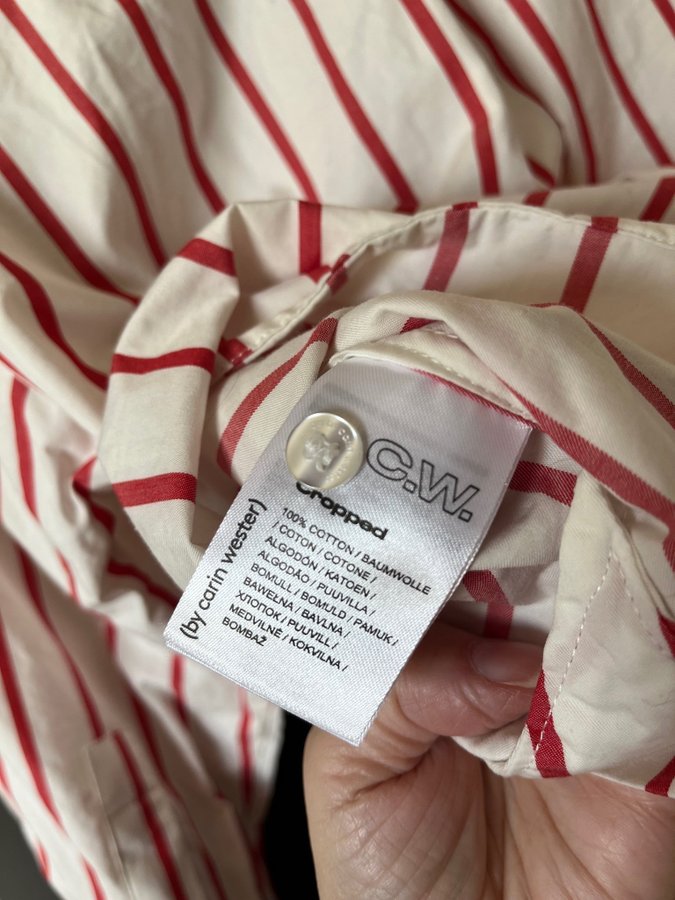 C.W.
(by carin wester)
Cropped
100% COTTON / BAUMWOLLE
/ COTON / COTONE /
ALGODÓN / KATOEN /
ALGODÃO / PUUVILLA /
BOMULL / BOMULD / PAMUK /
BAWEŁNA / BAVLNA /
ХЛОПОК / PUUVILL /
MEDVILNĖ / KOKVILNA /
BOMBAŽ